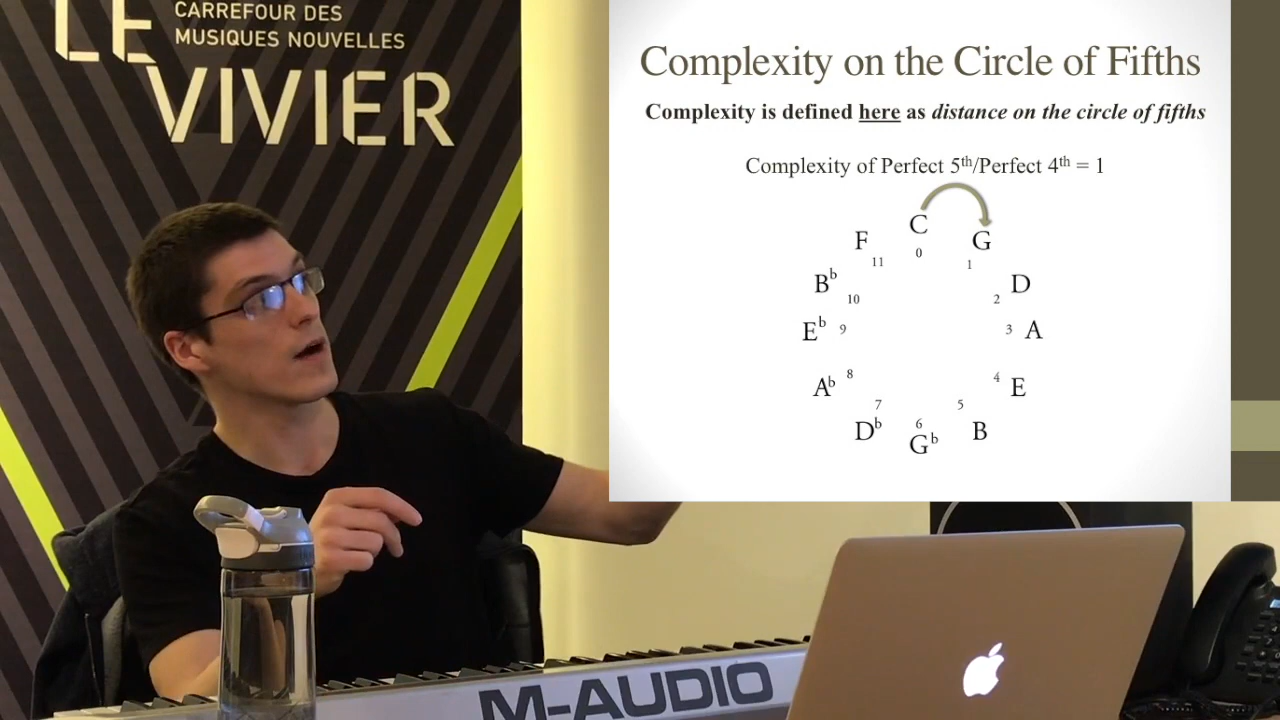 LE
CARREFOUR DES
MUSIQUES NOUVELLES
VIVIER
Complexity on the Circle of Fifths
Complexity is defined here as distance on the circle of fifths
Complexity of Perfect 5th/Perfect 4th = 1
C
F
G
0
11
1
Bb
D
10
2
Eb
9
3
A
Ab
8
4
E
7
5
Db
6
Gb
B
M-AUDIO